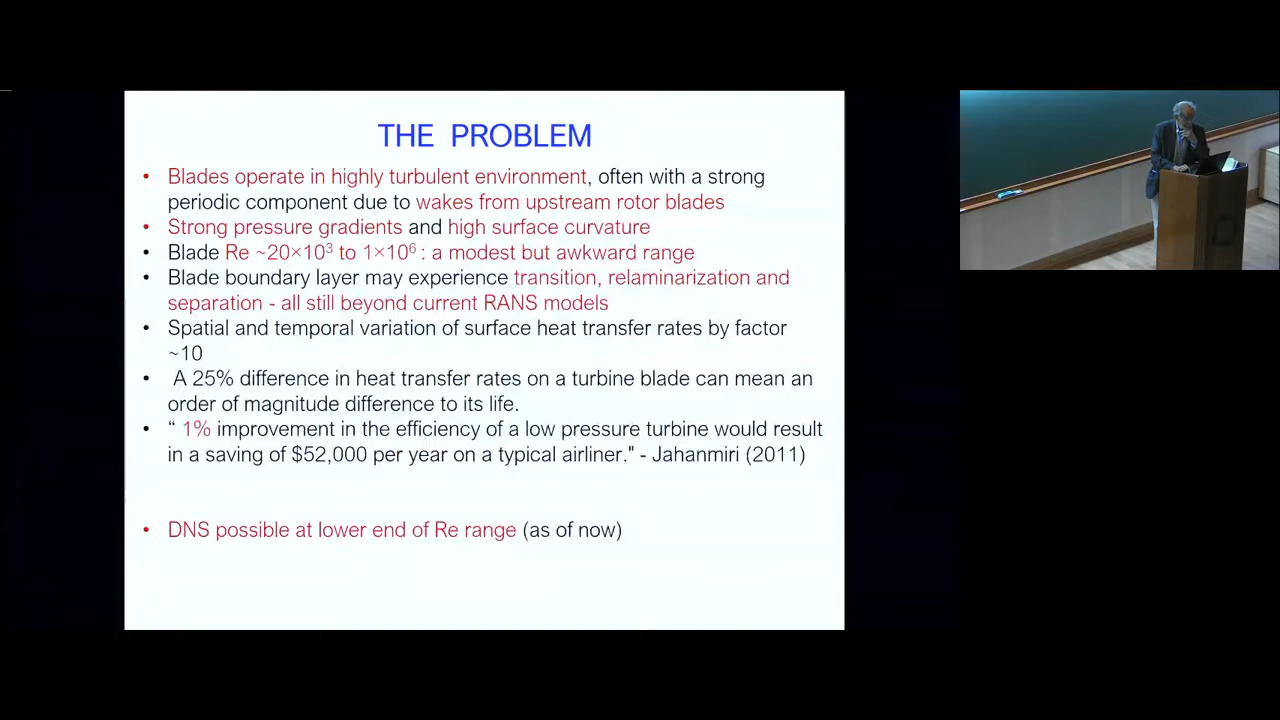 THE PROBLEM
• Blades operate in highly turbulent environment, often with a strong
periodic component due to wakes from upstream rotor blades
• Strong pressure gradients and high surface curvature
• Blade Re ~20×10³ to 1×10⁶ : a modest but awkward range
• Blade boundary layer may experience transition, relaminarization and
separation - all still beyond current RANS models
• Spatial and temporal variation of surface heat transfer rates by factor
~10
• A 25% difference in heat transfer rates on a turbine blade can mean an
order of magnitude difference to its life.
• “ 1% improvement in the efficiency of a low pressure turbine would result
in a saving of $52,000 per year on a typical airliner." - Jahanmiri (2011)
• DNS possible at lower end of Re range (as of now)